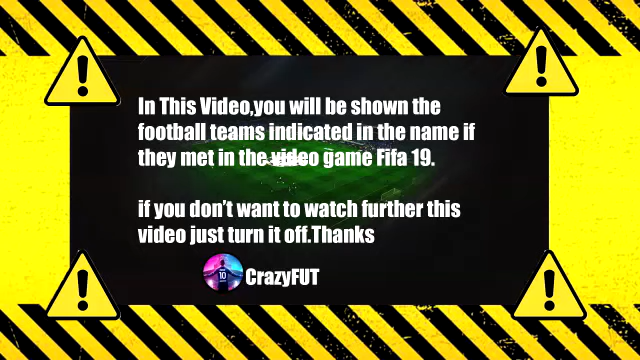 In This Video,you will be shown the
football teams indicated in the name if
they met in the video game Fifa 19.
if you don't want to watch further this
video just turn it off.Thanks
10
CrazyFUT